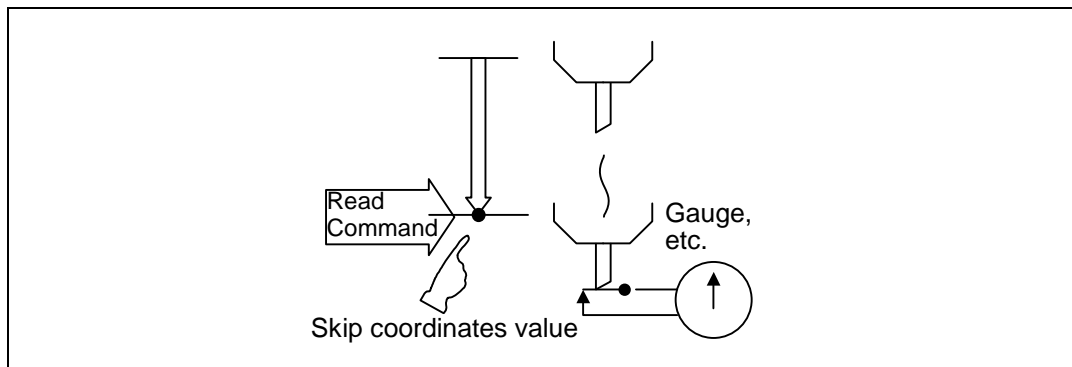 Read
Command
Gauge,
etc.
Skip coordinates value